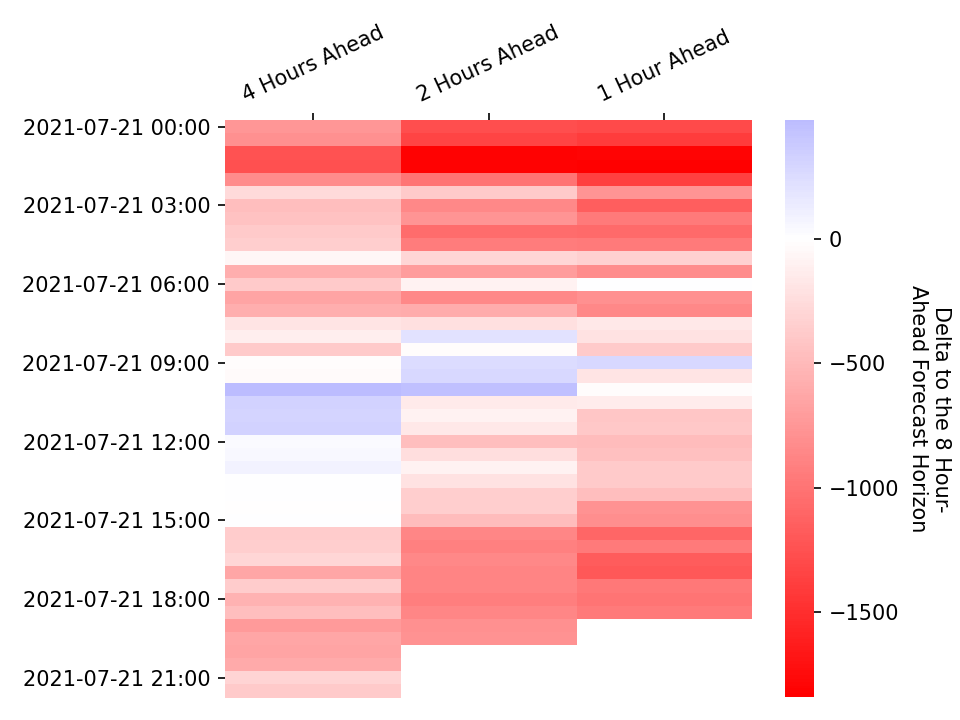 4 Hours Ahead
2 Hours Ahead
1 Hour Ahead
2021-07-21 00:00
2021-07-21 03:00
2021-07-21 06:00
2021-07-21 09:00
2021-07-21 12:00
2021-07-21 15:00
2021-07-21 18:00
2021-07-21 21:00
0
−500
−1000
−1500
Delta to the 8 Hour-
Ahead Forecast Horizon